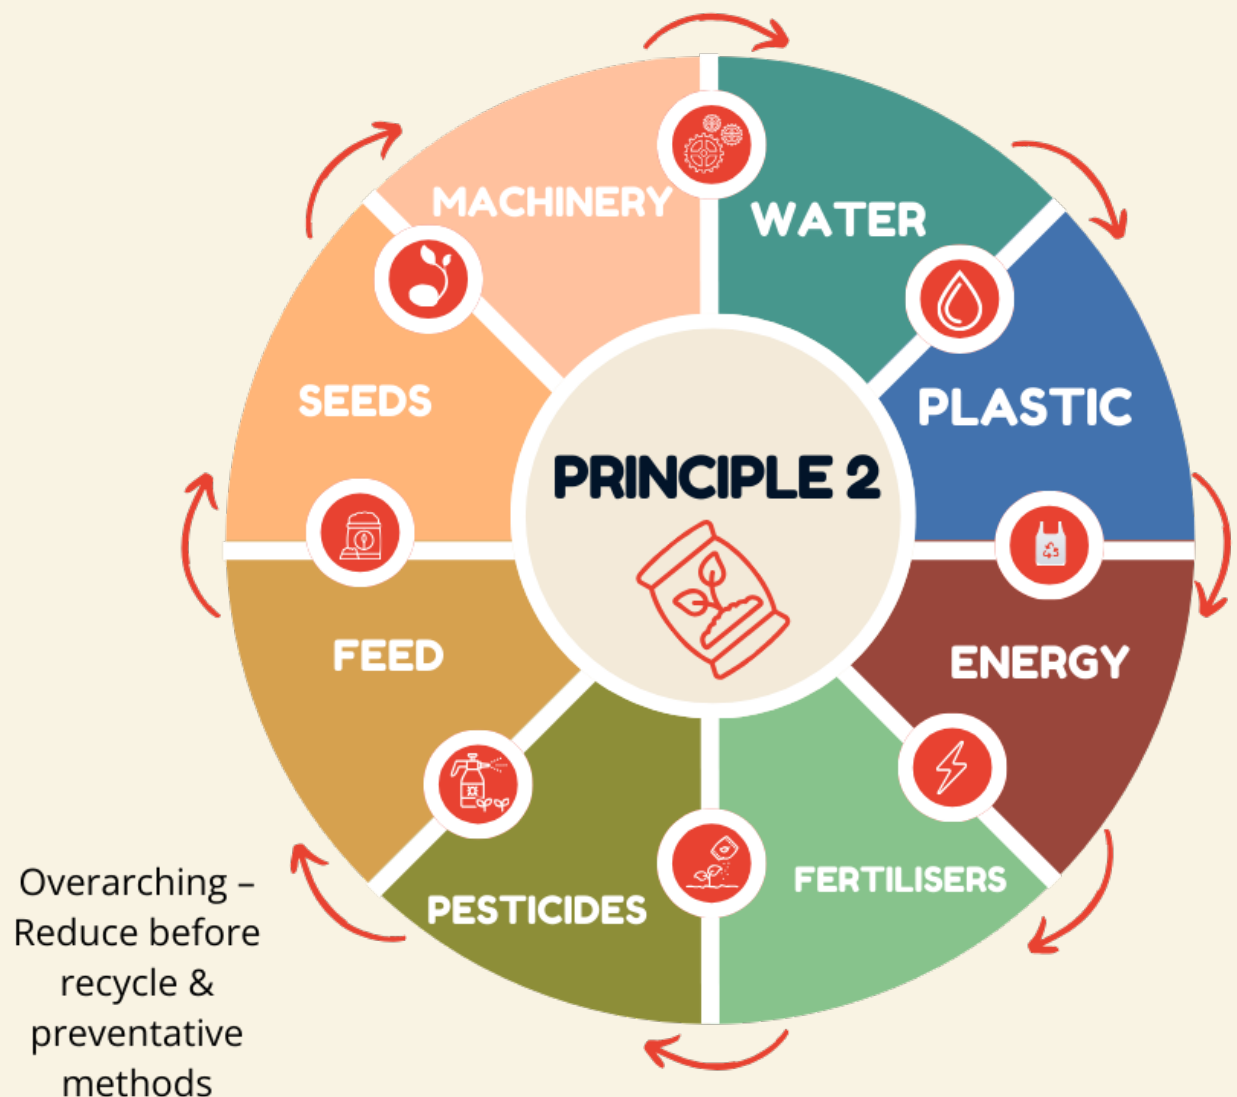 MACHINERY
WATER
SEEDS
PLASTIC
PRINCIPLE 2
FEED
ENERGY
PESTICIDES
FERTILISERS
Overarching –
Reduce before
recycle &
preventative
methods